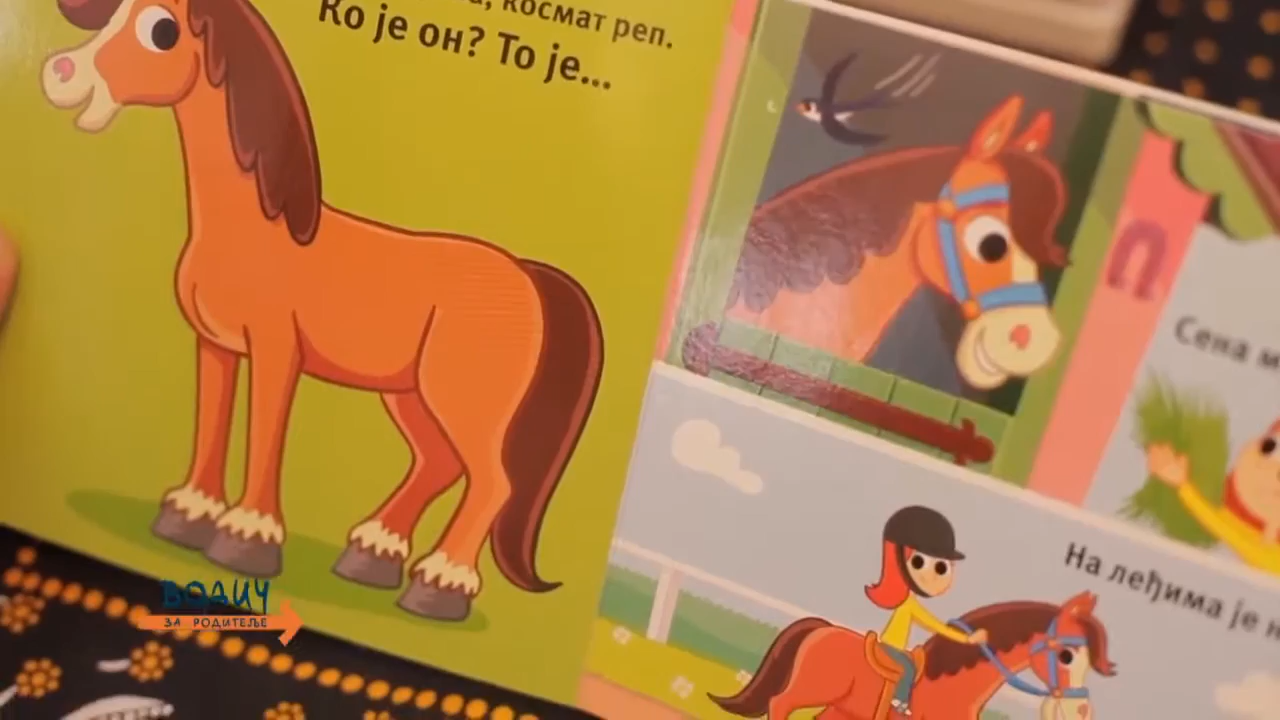 космат реп.
Ко је он? То је...
Сена
На леђима је
ВОДИЧ
ЗА РОДИТЕЉЕ